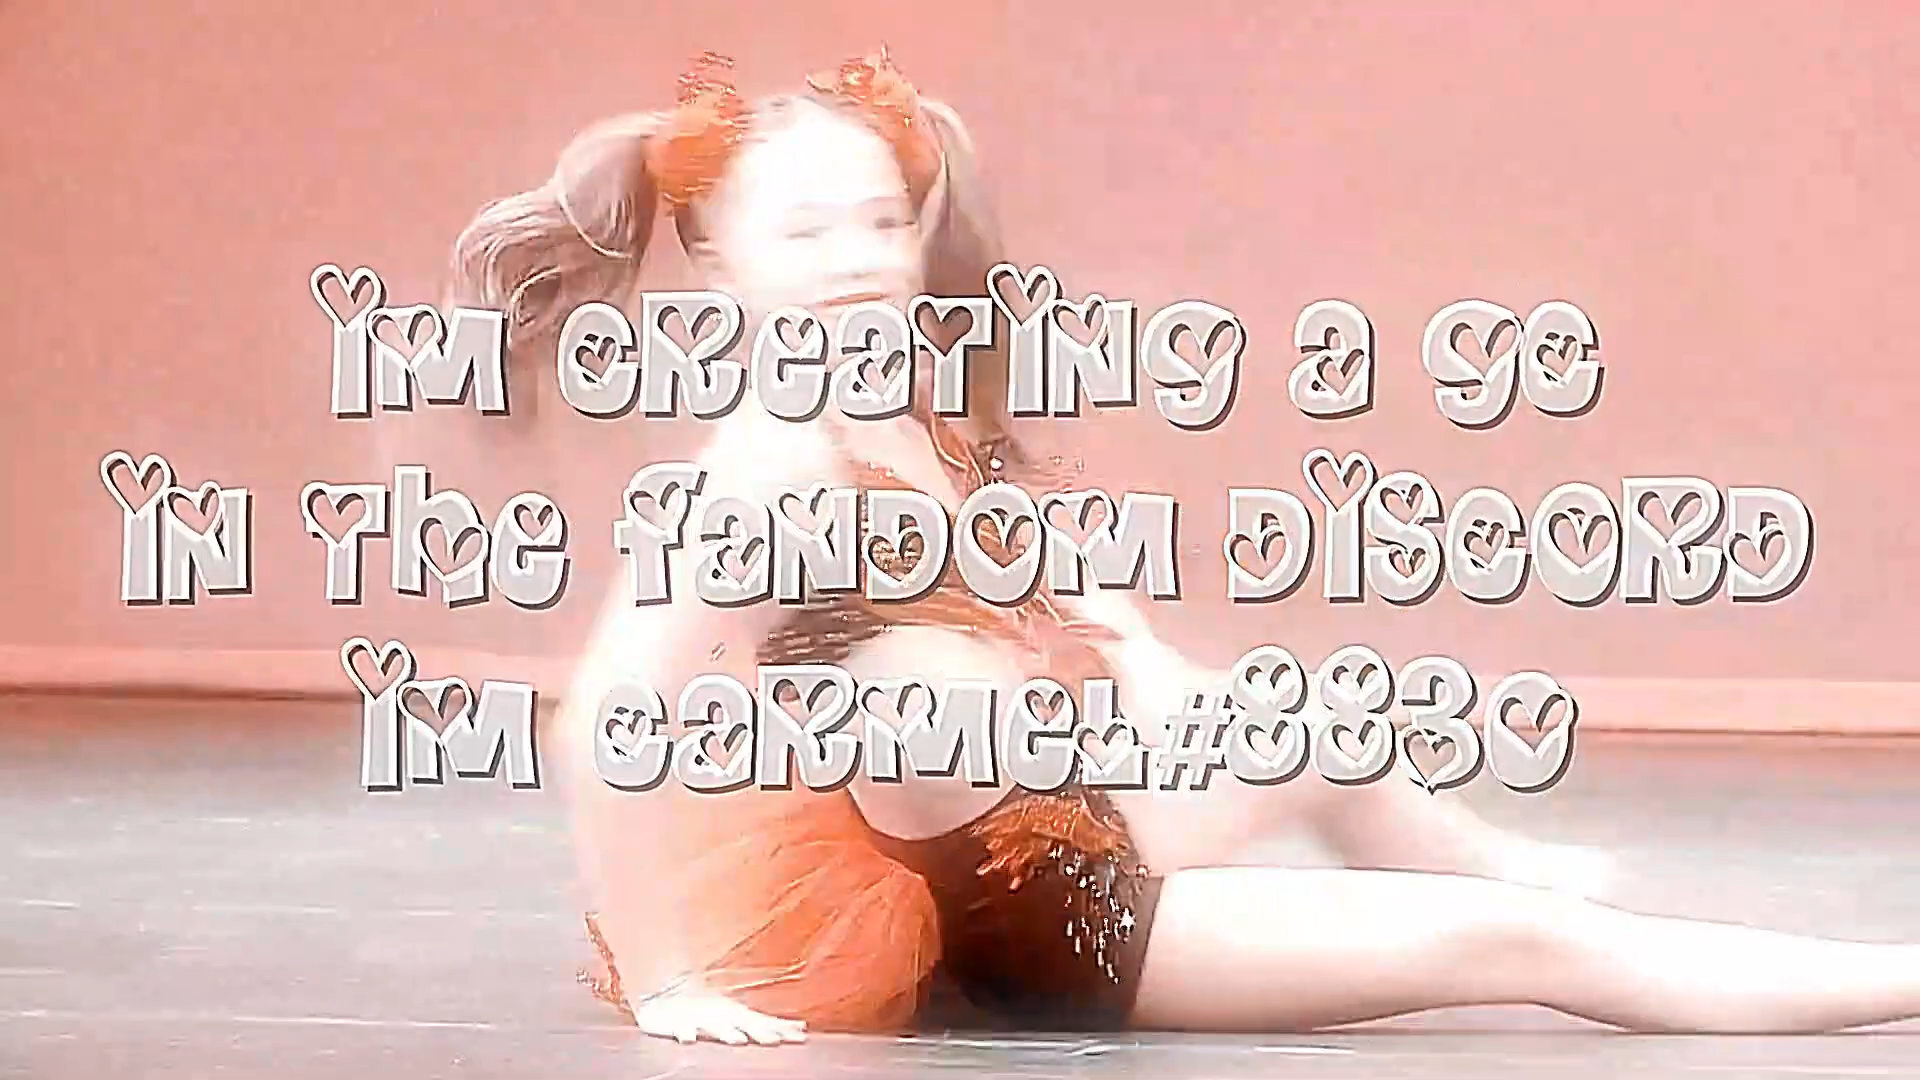 im creating a gc
in the fandom discord
im carmel#8830